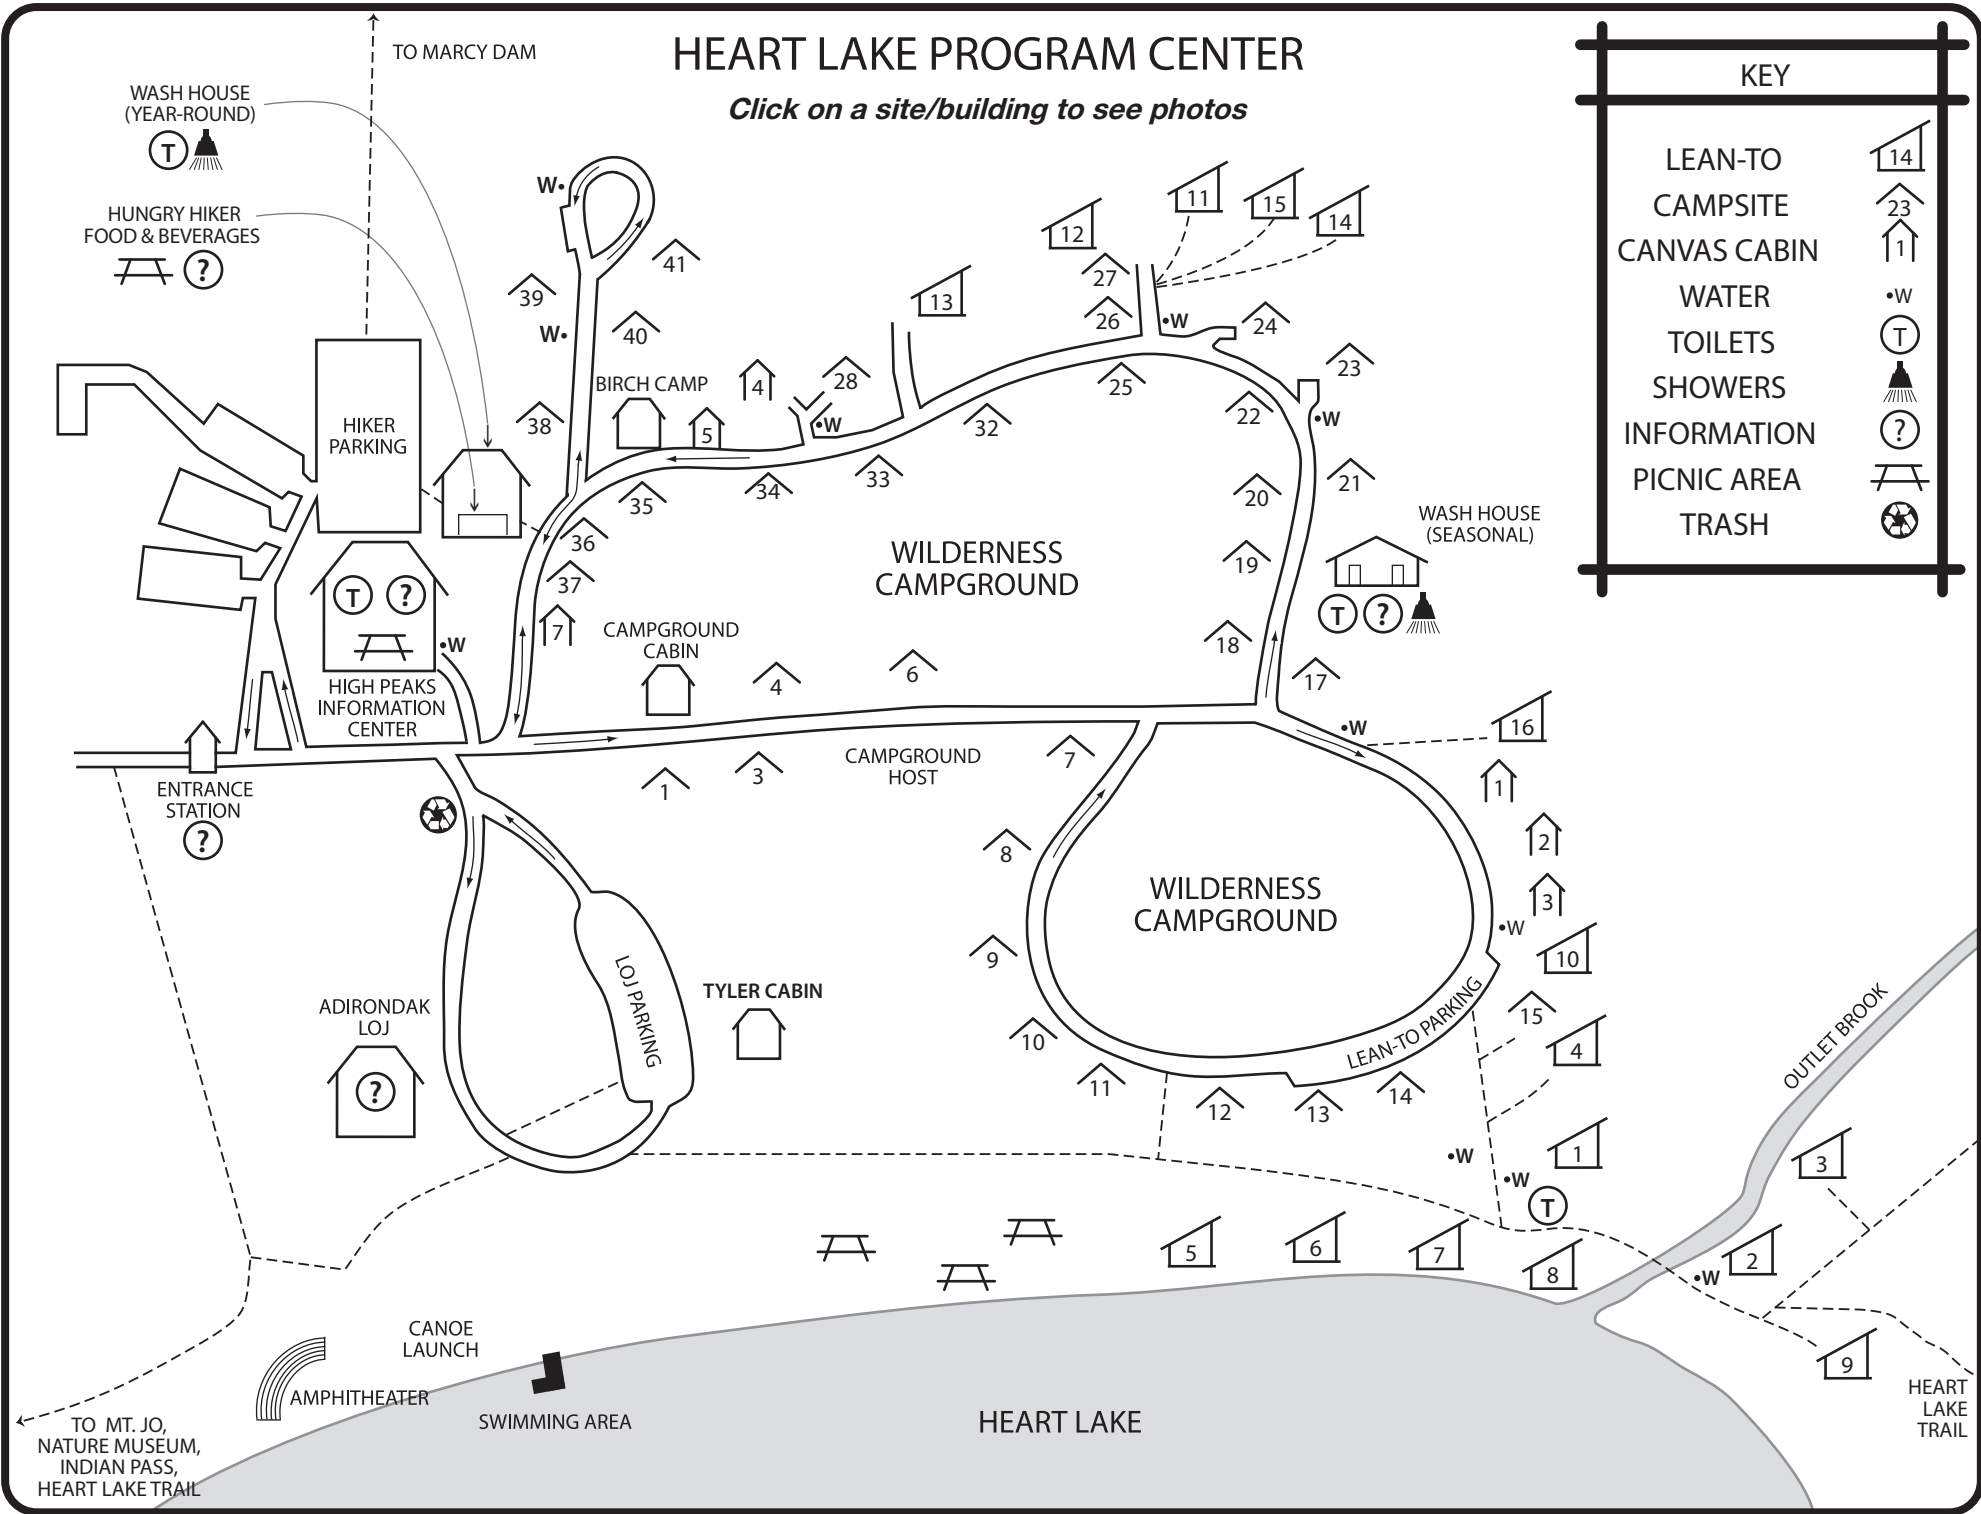 HEART LAKE PROGRAM CENTER
Click on a site/building to see photos
TO MARCY DAM
WASH HOUSE
(YEAR-ROUND)
T
HUNGRY HIKER
FOOD & BEVERAGES
?
KEY
LEAN-TO
14
CAMPSITE
23
CANVAS CABIN
1
WATER
•W
TOILETS
T
SHOWERS
INFORMATION
?
PICNIC AREA
TRASH
W•
41
39
W•
40
38
BIRCH CAMP
4
5
28
•W
13
12
11
15
14
27
26
•W
24
25
23
22
•W
32
33
34
35
36
37
7
20
21
19
18
17
HIKER
PARKING
T
?
•W
HIGH PEAKS
INFORMATION
CENTER
WILDERNESS
CAMPGROUND
WASH HOUSE
(SEASONAL)
T
?
CAMPGROUND
CABIN
4
6
ENTRANCE
STATION
?
1
3
CAMPGROUND
HOST
7
•W
16
1
2
3
•W
10
8
9
10
11
12
13
14
15
4
WILDERNESS
CAMPGROUND
LEAN-TO PARKING
LOJ PARKING
TYLER CABIN
ADIRONDAK
LOJ
?
OUTLET BROOK
1
•W
•W
T
3
2
•W
5
6
7
8
9
CANOE
LAUNCH
AMPHITHEATER
SWIMMING AREA
HEART LAKE
HEART
LAKE
TRAIL
TO MT. JO,
NATURE MUSEUM,
INDIAN PASS,
HEART LAKE TRAIL